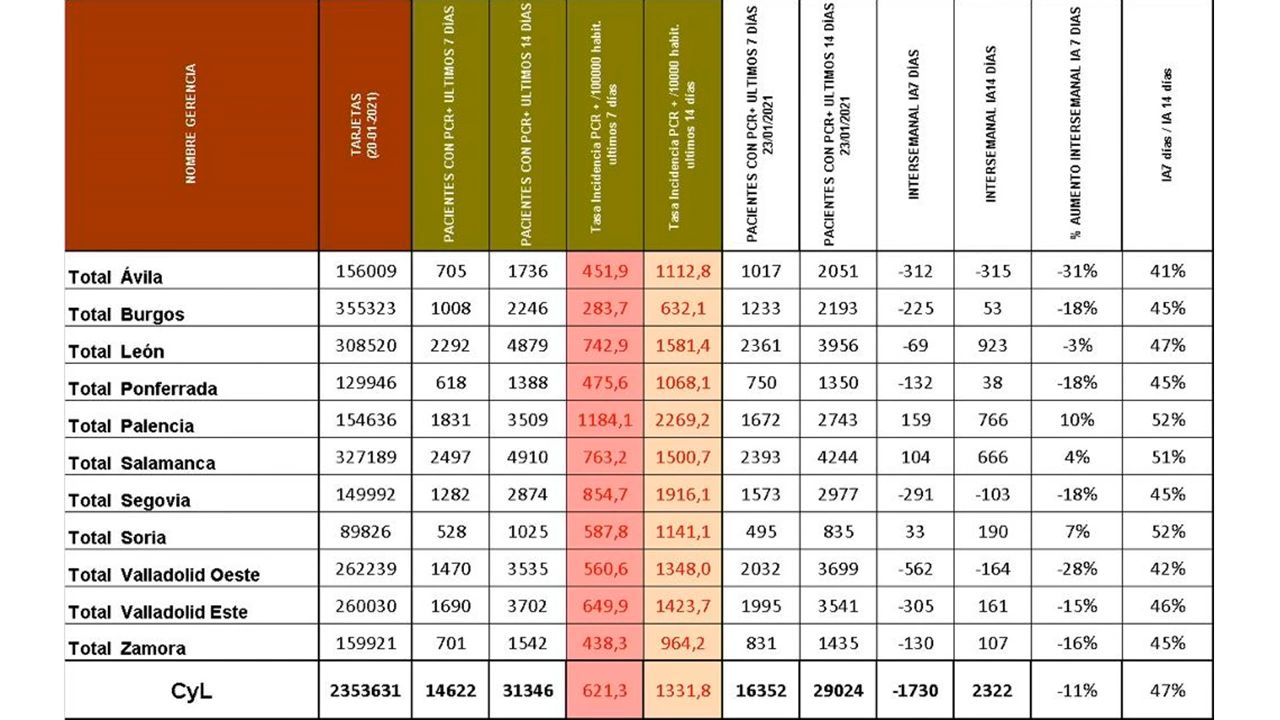 NOMBRE GERENCIA
TARJETAS
(20-01-2021)
PACIENTES CON PCR+ ULTIMOS 7 DÍAS
PACIENTES CON PCR+ ULTIMOS 14 DÍAS
Tasa Incidencia PCR + /100000 habit.
ultimos 7 días
Tasa Incidencia PCR + /10000 habit.
ultimos 14 días
PACIENTES CON PCR+ ULTIMOS 7 DÍAS
23/01/2021
PACIENTES CON PCR+ ULTIMOS 14 DÍAS
23/01/2021
INTERSEMANAL IA7 DÍAS
INTERSEMANAL IA14 DÍAS
% AUMENTO INTERSEMANAL IA 7 DIAS
IA7 días / IA 14 días
Total Ávila 156009 705 1736 451,9 1112,8 1017 2051 -312 -315 -31% 41%
Total Burgos 355323 1008 2246 283,7 632,1 1233 2193 -225 53 -18% 45%
Total León 308520 2292 4879 742,9 1581,4 2361 3956 -69 923 -3% 47%
Total Ponferrada 129946 618 1388 475,6 1068,1 750 1350 -132 38 -18% 45%
Total Palencia 154636 1831 3509 1184,1 2269,2 1672 2743 159 766 10% 52%
Total Salamanca 327189 2497 4910 763,2 1500,7 2393 4244 104 666 4% 51%
Total Segovia 149992 1282 2874 854,7 1916,1 1573 2977 -291 -103 -18% 45%
Total Soria 89826 528 1025 587,8 1141,1 495 835 33 190 7% 52%
Total Valladolid Oeste 262239 1470 3535 560,6 1348,0 2032 3699 -562 -164 -28% 42%
Total Valladolid Este 260030 1690 3702 649,9 1423,7 1995 3541 -305 161 -15% 46%
Total Zamora 159921 701 1542 438,3 964,2 831 1435 -130 107 -16% 45%
CyL 2353631 14622 31346 621,3 1331,8 16352 29024 -1730 2322 -11% 47%